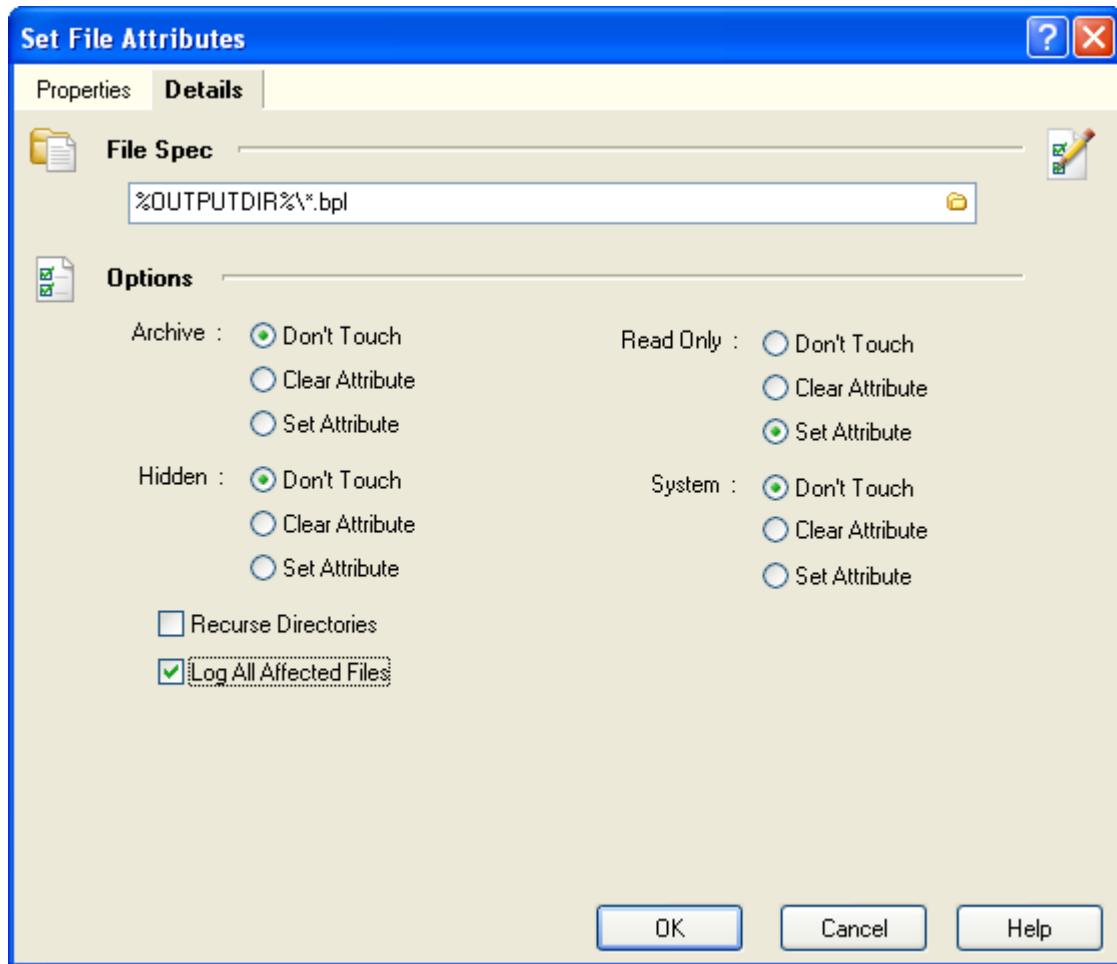 Set File Attributes
Properties Details
File Spec
%OUTPUTDIR%\*.bpl
Options
Archive :
Don't Touch
Clear Attribute
Set Attribute
Read Only :
Don't Touch
Clear Attribute
Set Attribute
Hidden :
Don't Touch
Clear Attribute
Set Attribute
System :
Don't Touch
Clear Attribute
Set Attribute
Recurse Directories
Log All Affected Files
OK Cancel Help